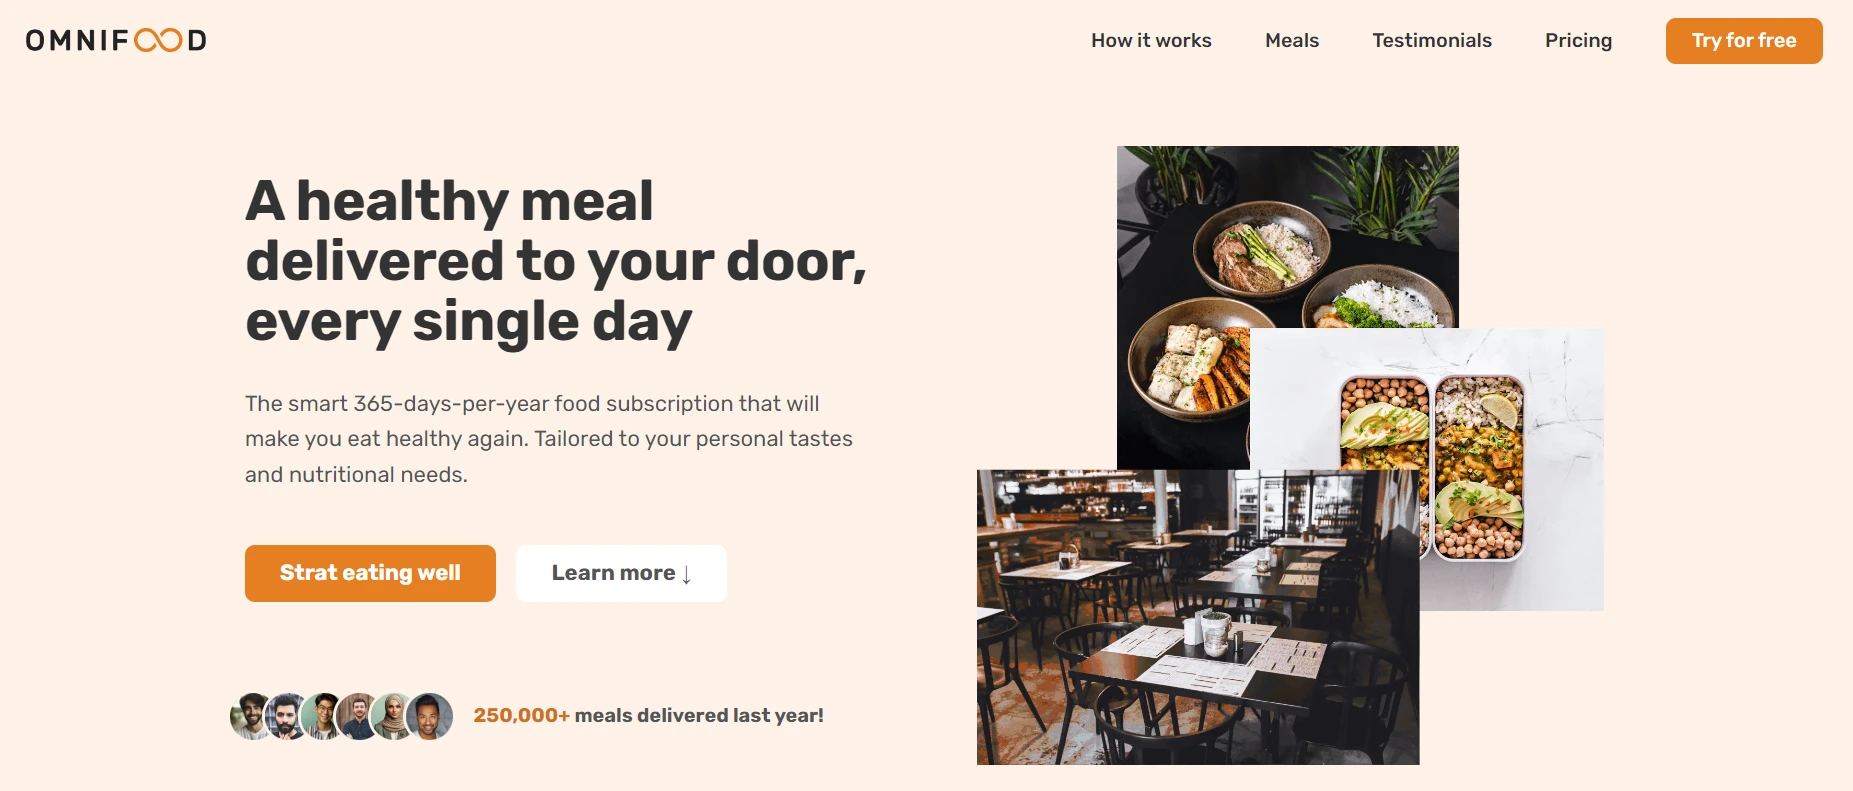 OMNIFOOD
How it works
Meals
Testimonials
Pricing
Try for free
A healthy meal
delivered to your door,
every single day
The smart 365-days-per-year food subscription that will
make you eat healthy again. Tailored to your personal tastes
and nutritional needs.
Strat eating well
Learn more ↓
250,000+ meals delivered last year!